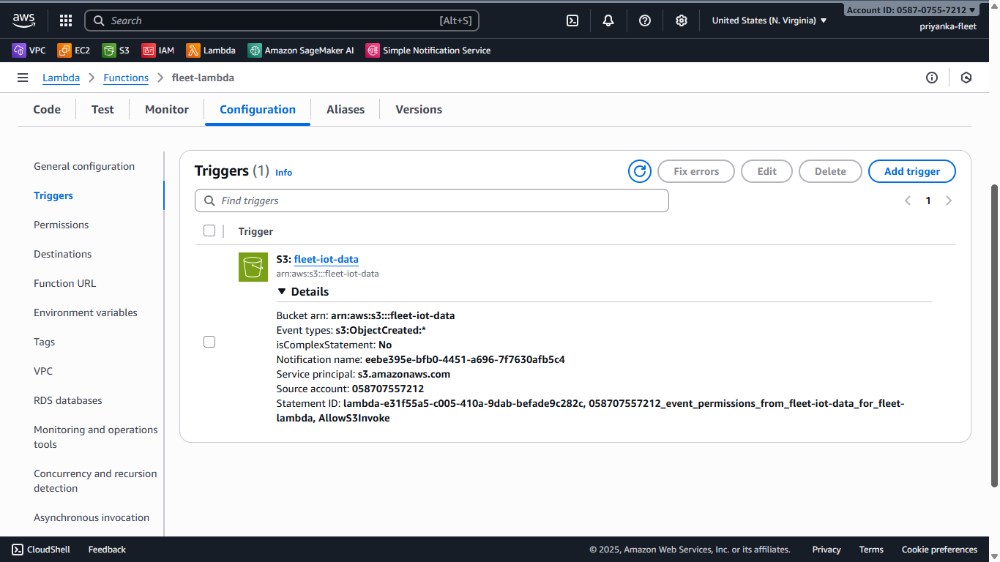 aws
Search [Alt+S]
United States (N. Virginia)
Account ID: 0587-0755-7212
priyanka-fleet
VPC EC2 S3 IAM Lambda Amazon SageMaker AI Simple Notification Service
Lambda Functions fleet-lambda
Code Test Monitor Configuration Aliases Versions
General configuration
Triggers
Permissions
Destinations
Function URL
Environment variables
Tags
VPC
RDS databases
Monitoring and operations
tools
Concurrency and recursion
detection
Asynchronous invocation
Triggers (1) Info
Fix errors Edit Delete Add trigger
Find triggers
1
Trigger
S3: fleet-iot-data
arn:aws:s3:::fleet-iot-data
Details
Bucket arn: arn:aws:s3:::fleet-iot-data
Event types: s3:ObjectCreated:*
isComplexStatement: No
Notification name: eebe395e-bfb0-4451-a696-7f7630afb5c4
Service principal: s3.amazonaws.com
Source account: 058707557212
Statement ID: lambda-e31f55a5-c005-410a-9dab-befade9c282c, 058707557212_event_permissions_from_fleet-iot-data_for_fleet-
lambda, AllowS3Invoke
CloudShell Feedback © 2025, Amazon Web Services, Inc. or its affiliates. Privacy Terms Cookie preferences